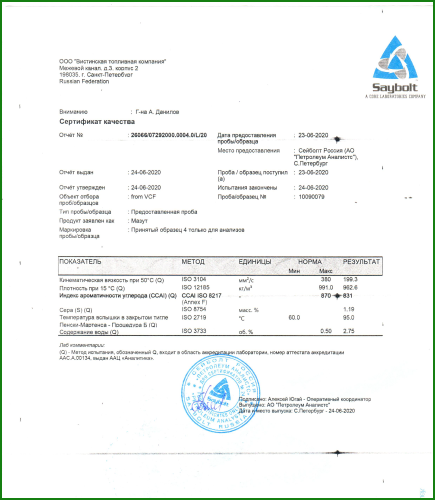 Saybolt
A CORE LABORATORIES COMPANY
ООО "Вистинская топливная компания"
Межевой канал, д.3, корпус 2
199035, г. Санкт-Петербург
Russian Federation
Вниманию : Г-на А. Данилов
Сертификат качества
Отчет № : 26066/07292000.0004.0/L/20 Дата предоставления пробы/образца : 23-06-2020
Место предоставления : Сейболт Россия (АО "Петролеум Аналистс"), С.Петербург
Отчёт выдан : 24-06-2020 Проба / образец поступил (а) : 23-06-2020
Отчёт утвержден : 24-06-2020 Испытания закончены : 24-06-2020
Объект отбора проб/образцов : from VCF Проба/образец № : 10090079
Тип пробы/образца : Предоставленная проба
Продукт заявлен как : Мазут
Маркировка пробы/образца : Принятый образец 4 только для анализов
ПОКАЗАТЕЛЬ МЕТОД ЕДИНИЦЫ НОРМА РЕЗУЛЬТАТ
Мин Макс
Кинематическая вязкость при 50°C (Q) ISO 3104 мм²/с 380 199.3
Плотность при 15 °C (Q) ISO 12185 кг/м³ 991.0 962.6
Индекс ароматичности углерода (CCAI) (Q) CCAI ISO 8217 - 870 831
(Annex F)
Сера (S) (Q) ISO 8754 масс. % 1.19
Температура вспышки в закрытом тигле ISO 2719 °C 60.0 95.0
Пенски-Мартенса - Процедура Б (Q)
Содержание воды (Q) ISO 3733 об. % 0.50 2.75
Лаб комментарии:
(Q) - Метод испытания, обозначенный Q, входит в область аккредитации лаборатории, номер аттестата аккредитации
ААС.А.00134, выдан ААЦ «Аналитика».
Saybolt
Подписано: Алексей Югай - Оперативный координатор
Выпущено: АО "Петролеум Аналистс"
Дата и место выпуска: С.Петербург - 24-06-2020